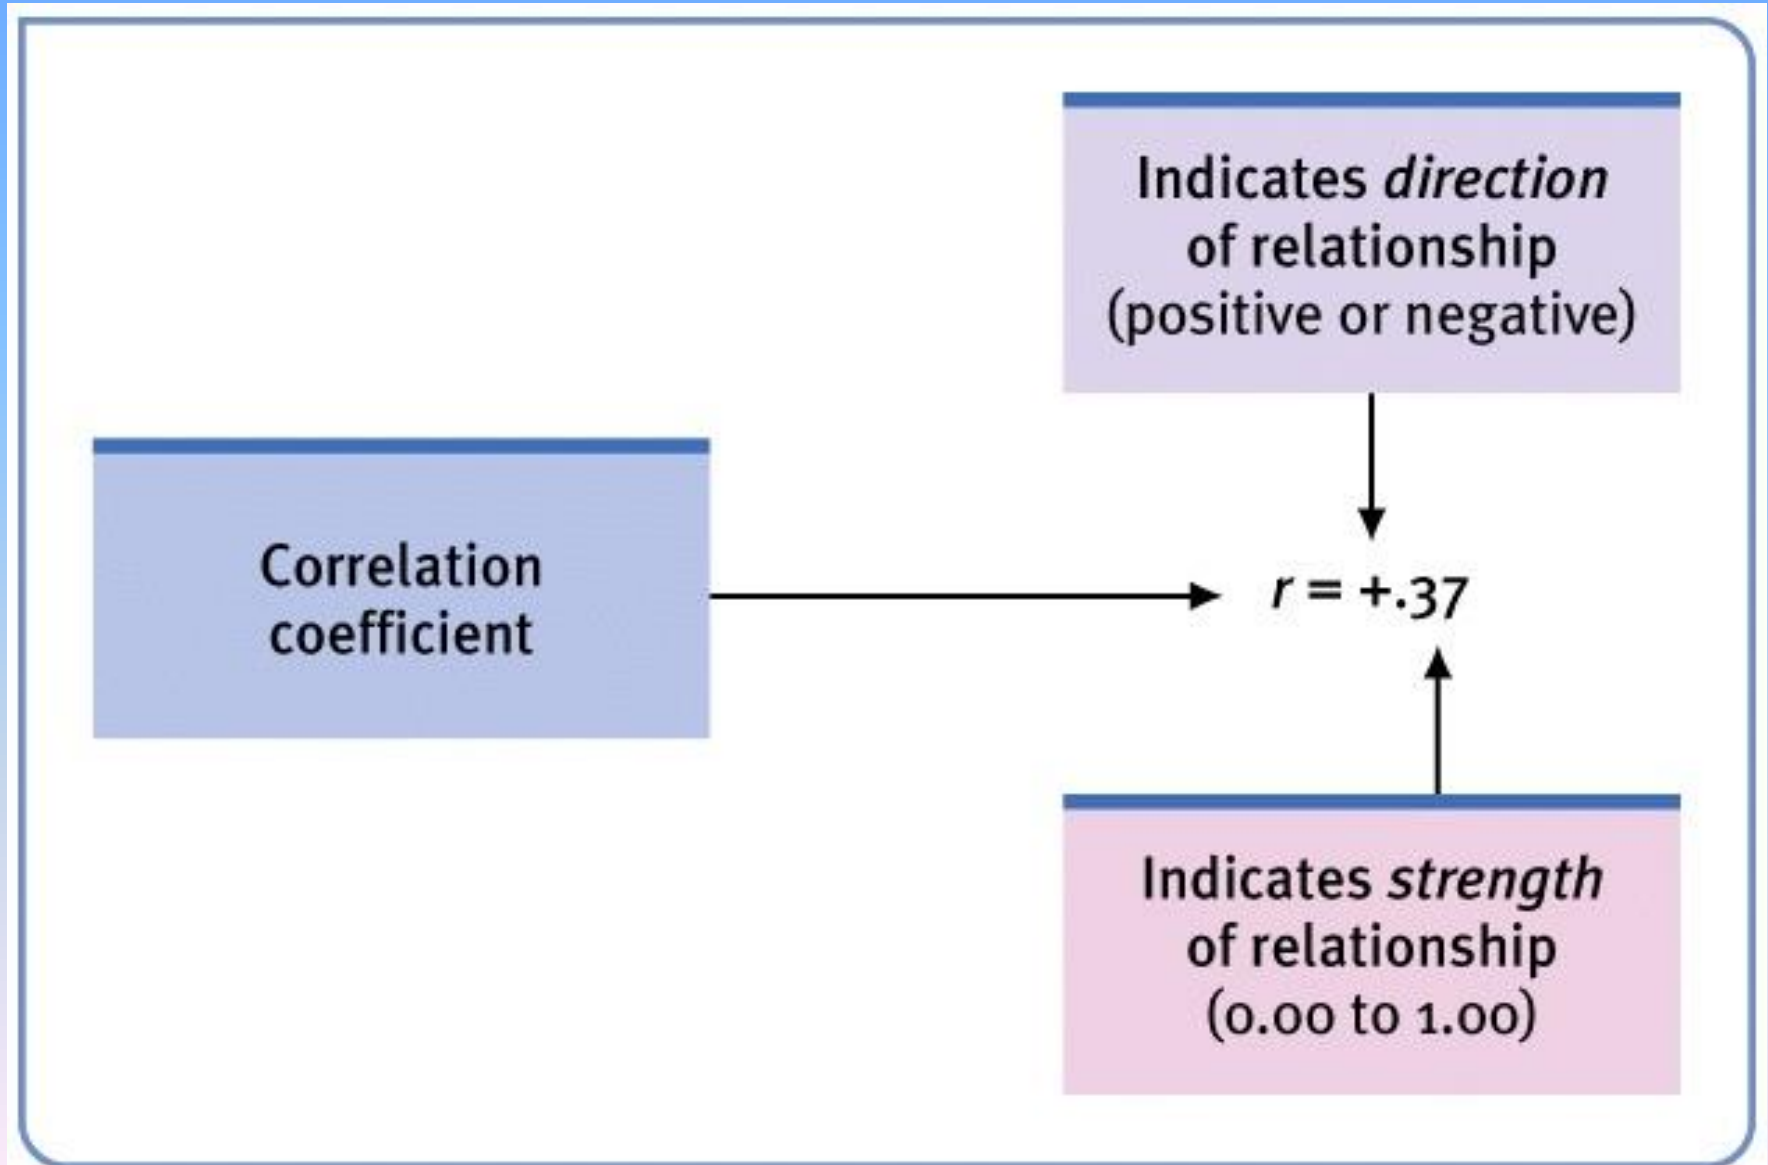 Indicates direction
of relationship
(positive or negative)
Correlation
coefficient
r = +.37
Indicates strength
of relationship
(0.00 to 1.00)